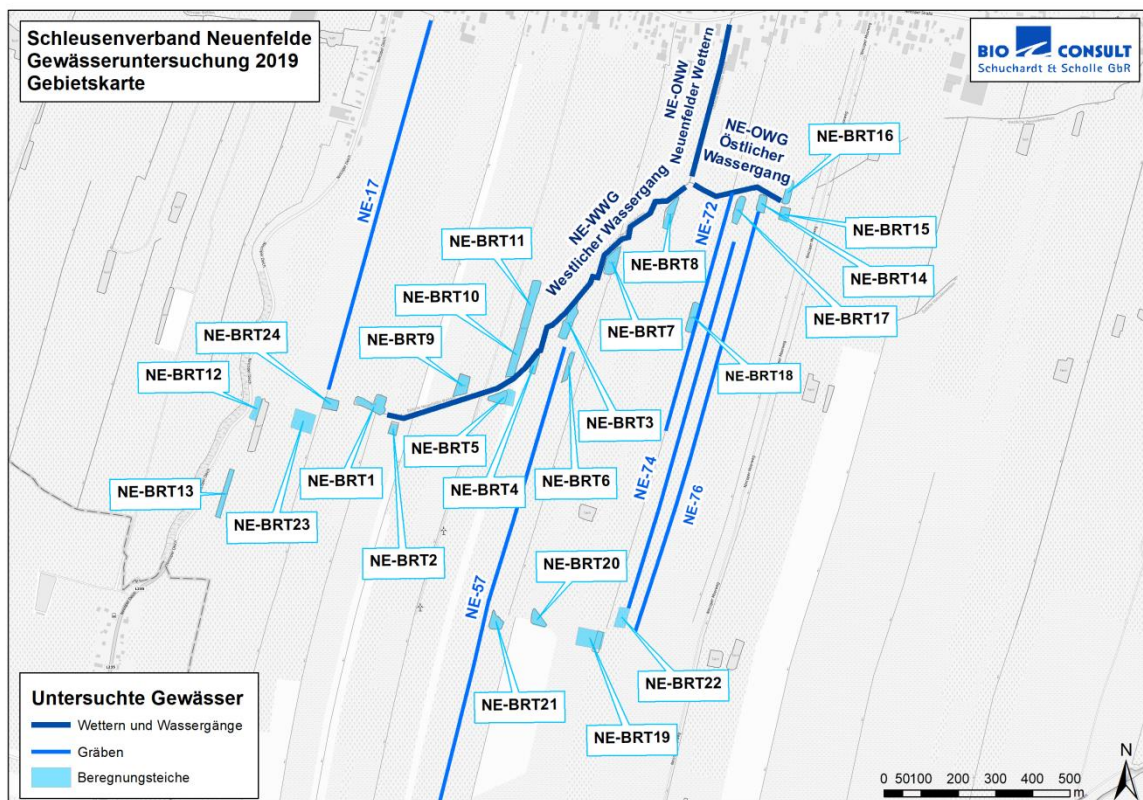 Schleusenverband Neuenfelde
Gewässeruntersuchung 2019
Gebietskarte
BIO CONSULT
Schuchardt & Scholle GbR
NE-ONW
Neuenfelder Wettern
NE-OWG
Östlicher
Wassergang
NE-BRT16
NE-17
NE-WWG
Westlicher Wassergang
NE-72
NE-BRT11
NE-BRT8
NE-BRT15
NE-BRT10
NE-BRT14
NE-BRT24
NE-BRT9
NE-BRT7
NE-BRT17
NE-BRT12
NE-BRT18
NE-BRT5
NE-BRT3
NE-BRT1
NE-BRT4
NE-BRT6
NE-74
NE-76
NE-BRT13
NE-BRT23
NE-BRT2
NE-BRT20
NE-57
NE-BRT22
NE-BRT21
NE-BRT19
Untersuchte Gewässer
Wettern und Wassergänge
Gräben
Beregnungsteiche
N
0 50100 200 300 400 500
m